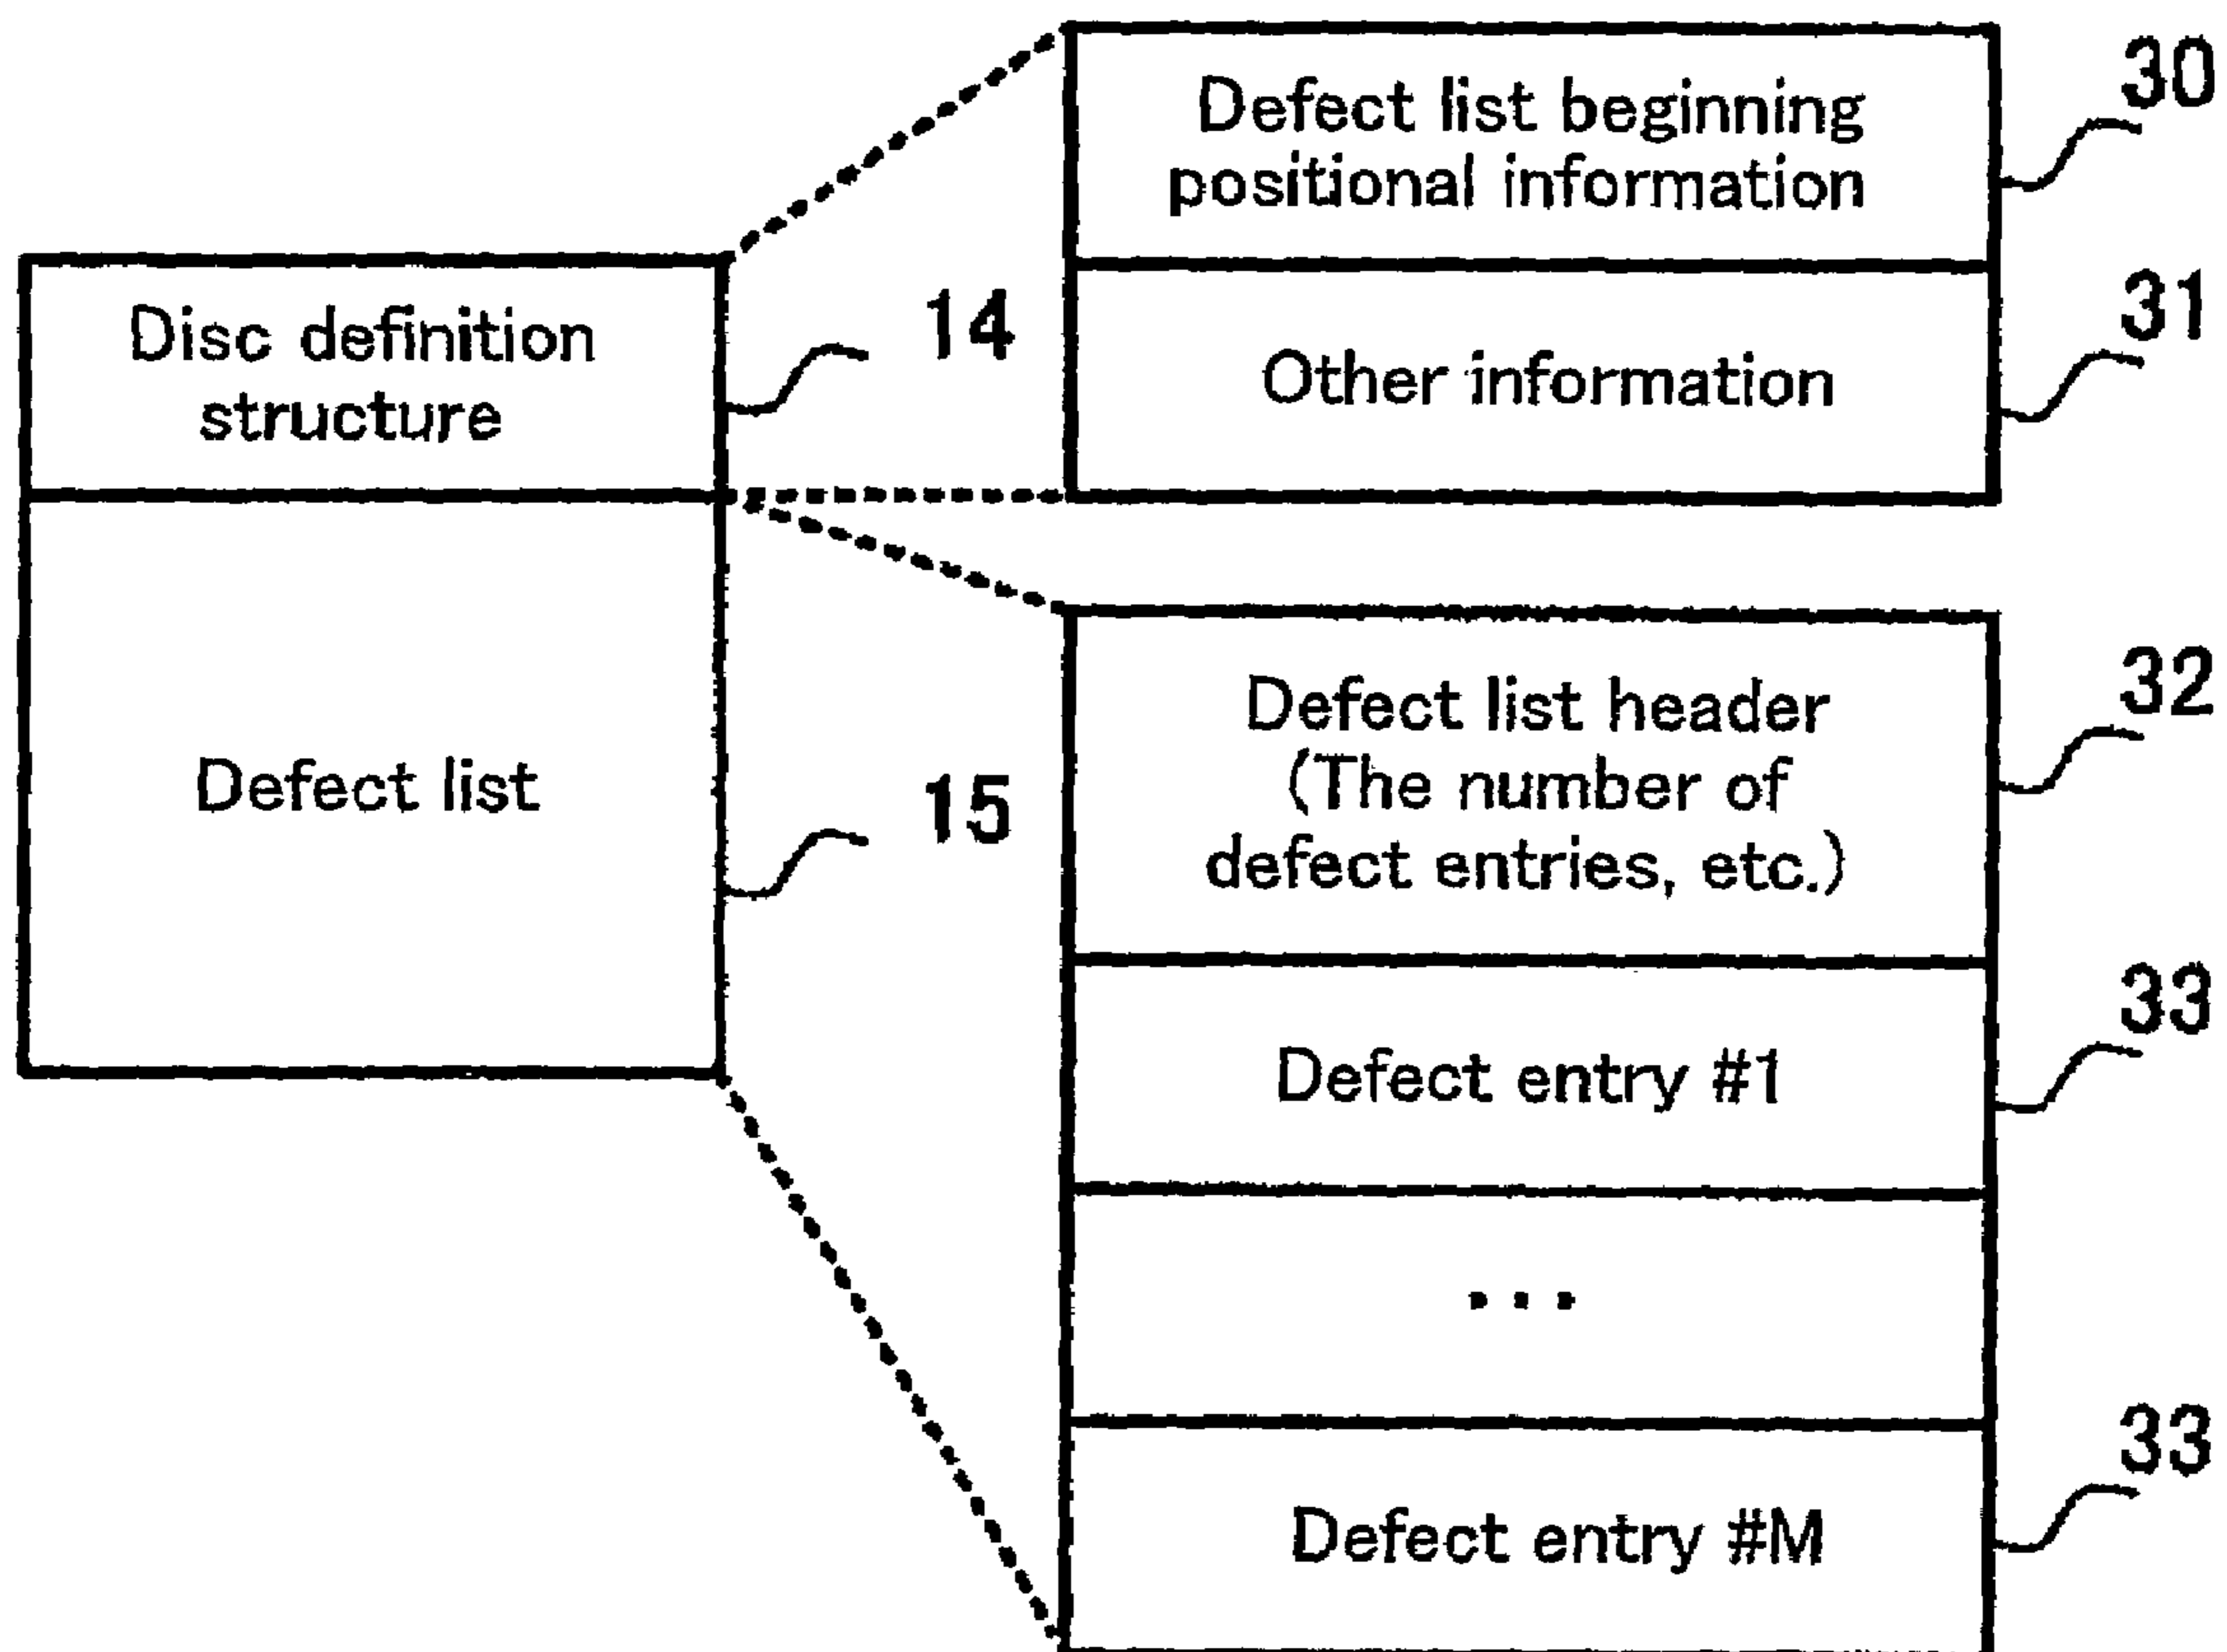 Disc definition
structure
14
Defect list
15
Defect list beginning
positional information
30
Other information
31
Defect list header
(The number of
defect entries, etc.)
32
Defect entry #1
33
...
Defect entry #M
33